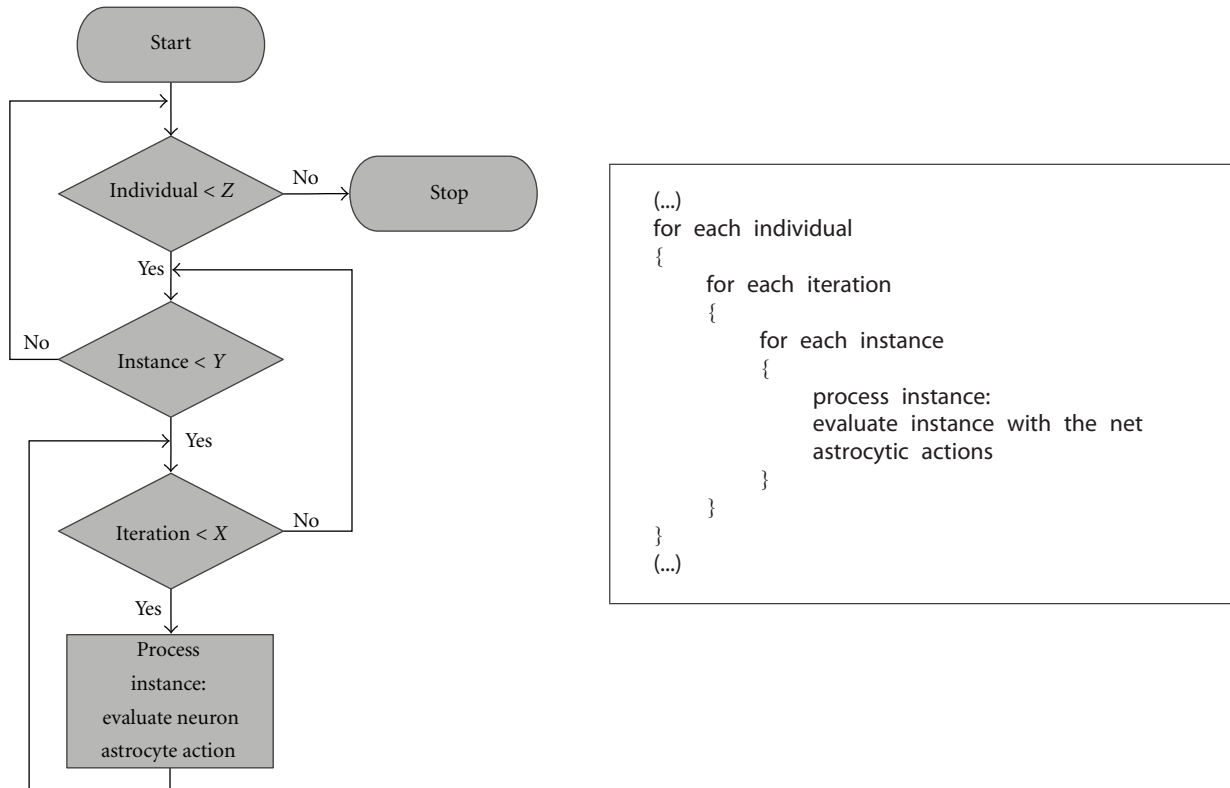 Start
Individual < Z
No
Stop
Yes
No
Instance < Y
Yes
Iteration < X
No
Yes
Process
instance:
evaluate neuron
astrocyte action
(...)
for each individual
{
for each iteration
{
for each instance
{
process instance:
evaluate instance with the net
astrocytic actions
}
}
}
(...)